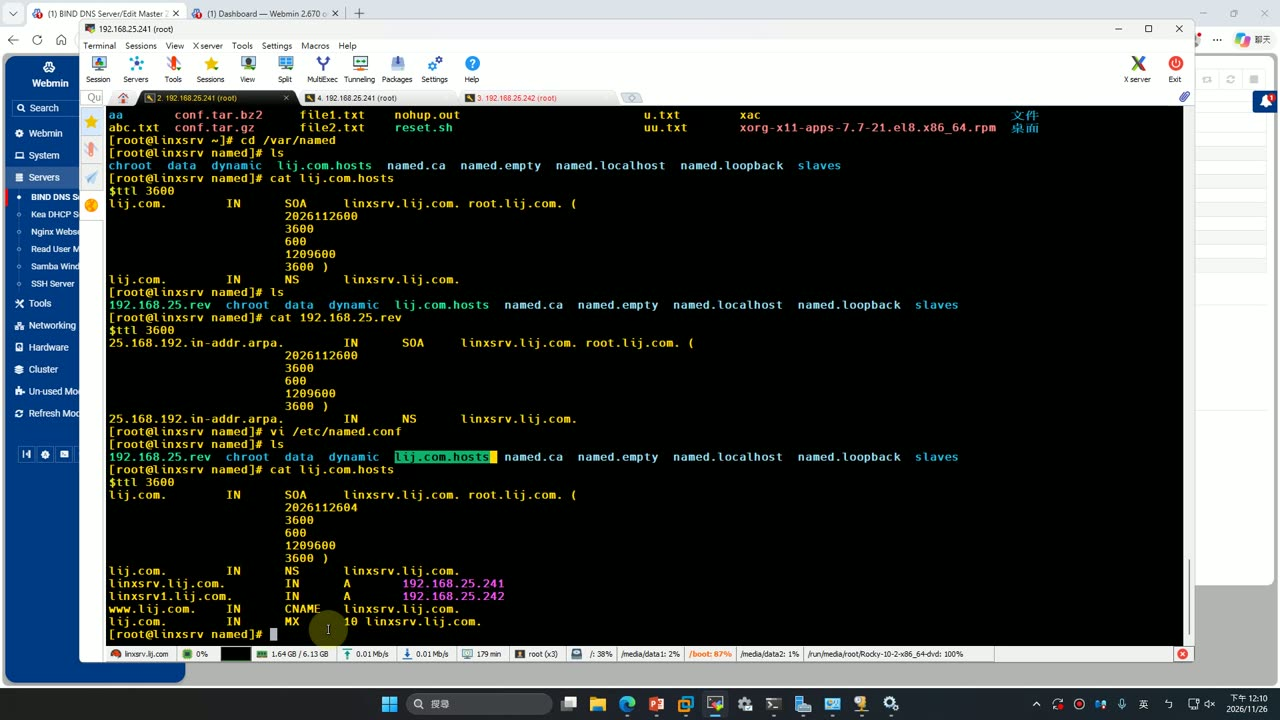 (1) BIND DNS Server/Edit Master
(1) Dashboard — Webmin 2.670 o
聊天
192.168.25.241 (root)
Terminal Sessions View X server Tools Settings Macros Help
Session Servers Tools Sessions View Split MultiExec Tunneling Packages Settings Help X server Exit
Qu
2. 192.168.25.241 (root)
4. 192.168.25.241 (root)
3. 192.168.25.242 (root)
Webmin
Search
Webmin
System
Servers
BIND DNS S
Kea DHCP S
Nginx Webse
Read User M
Samba Wind
SSH Server
Tools
Networking
Hardware
Cluster
Un-used Mo
Refresh Mod
aa conf.tar.bz2 file1.txt nohup.out u.txt xac 文件
abc.txt conf.tar.gz file2.txt reset.sh uu.txt xorg-x11-apps-7.7-21.el8.x86_64.rpm 桌面
[root@linxsrv ~]# cd /var/named
[root@linxsrv named]# ls
chroot data dynamic lij.com.hosts named.ca named.empty named.localhost named.loopback slaves
[root@linxsrv named]# cat lij.com.hosts
$ttl 3600
lij.com. IN SOA linxsrv.lij.com. root.lij.com. (
2026112600
3600
600
1209600
3600 )
lij.com. IN NS linxsrv.lij.com.
[root@linxsrv named]# ls
192.168.25.rev chroot data dynamic lij.com.hosts named.ca named.empty named.localhost named.loopback slaves
[root@linxsrv named]# cat 192.168.25.rev
$ttl 3600
25.168.192.in-addr.arpa. IN SOA linxsrv.lij.com. root.lij.com. (
2026112600
3600
600
1209600
3600 )
25.168.192.in-addr.arpa. IN NS linxsrv.lij.com.
[root@linxsrv named]# vi /etc/named.conf
[root@linxsrv named]# ls
192.168.25.rev chroot data dynamic lij.com.hosts named.ca named.empty named.localhost named.loopback slaves
[root@linxsrv named]# cat lij.com.hosts
$ttl 3600
lij.com. IN SOA linxsrv.lij.com. root.lij.com. (
2026112604
3600
600
1209600
3600 )
lij.com. IN NS linxsrv.lij.com.
linxsrv.lij.com. IN A 192.168.25.241
linxsrv1.lij.com. IN A 192.168.25.242
www.lij.com. IN CNAME linxsrv.lij.com.
lij.com. IN MX 10 linxsrv.lij.com.
[root@linxsrv named]#
linxsrv.lij.com 0% 1.64 GB / 6.13 GB 0.01 Mb/s 0.01 Mb/s 179 min root (x3) /: 38% /media/data1: 2% /boot: 87% /media/data2: 1% /run/media/root/Rocky-10-2-x86_64-dvd: 100%
搜尋
英
下午 12:10
2026/11/26